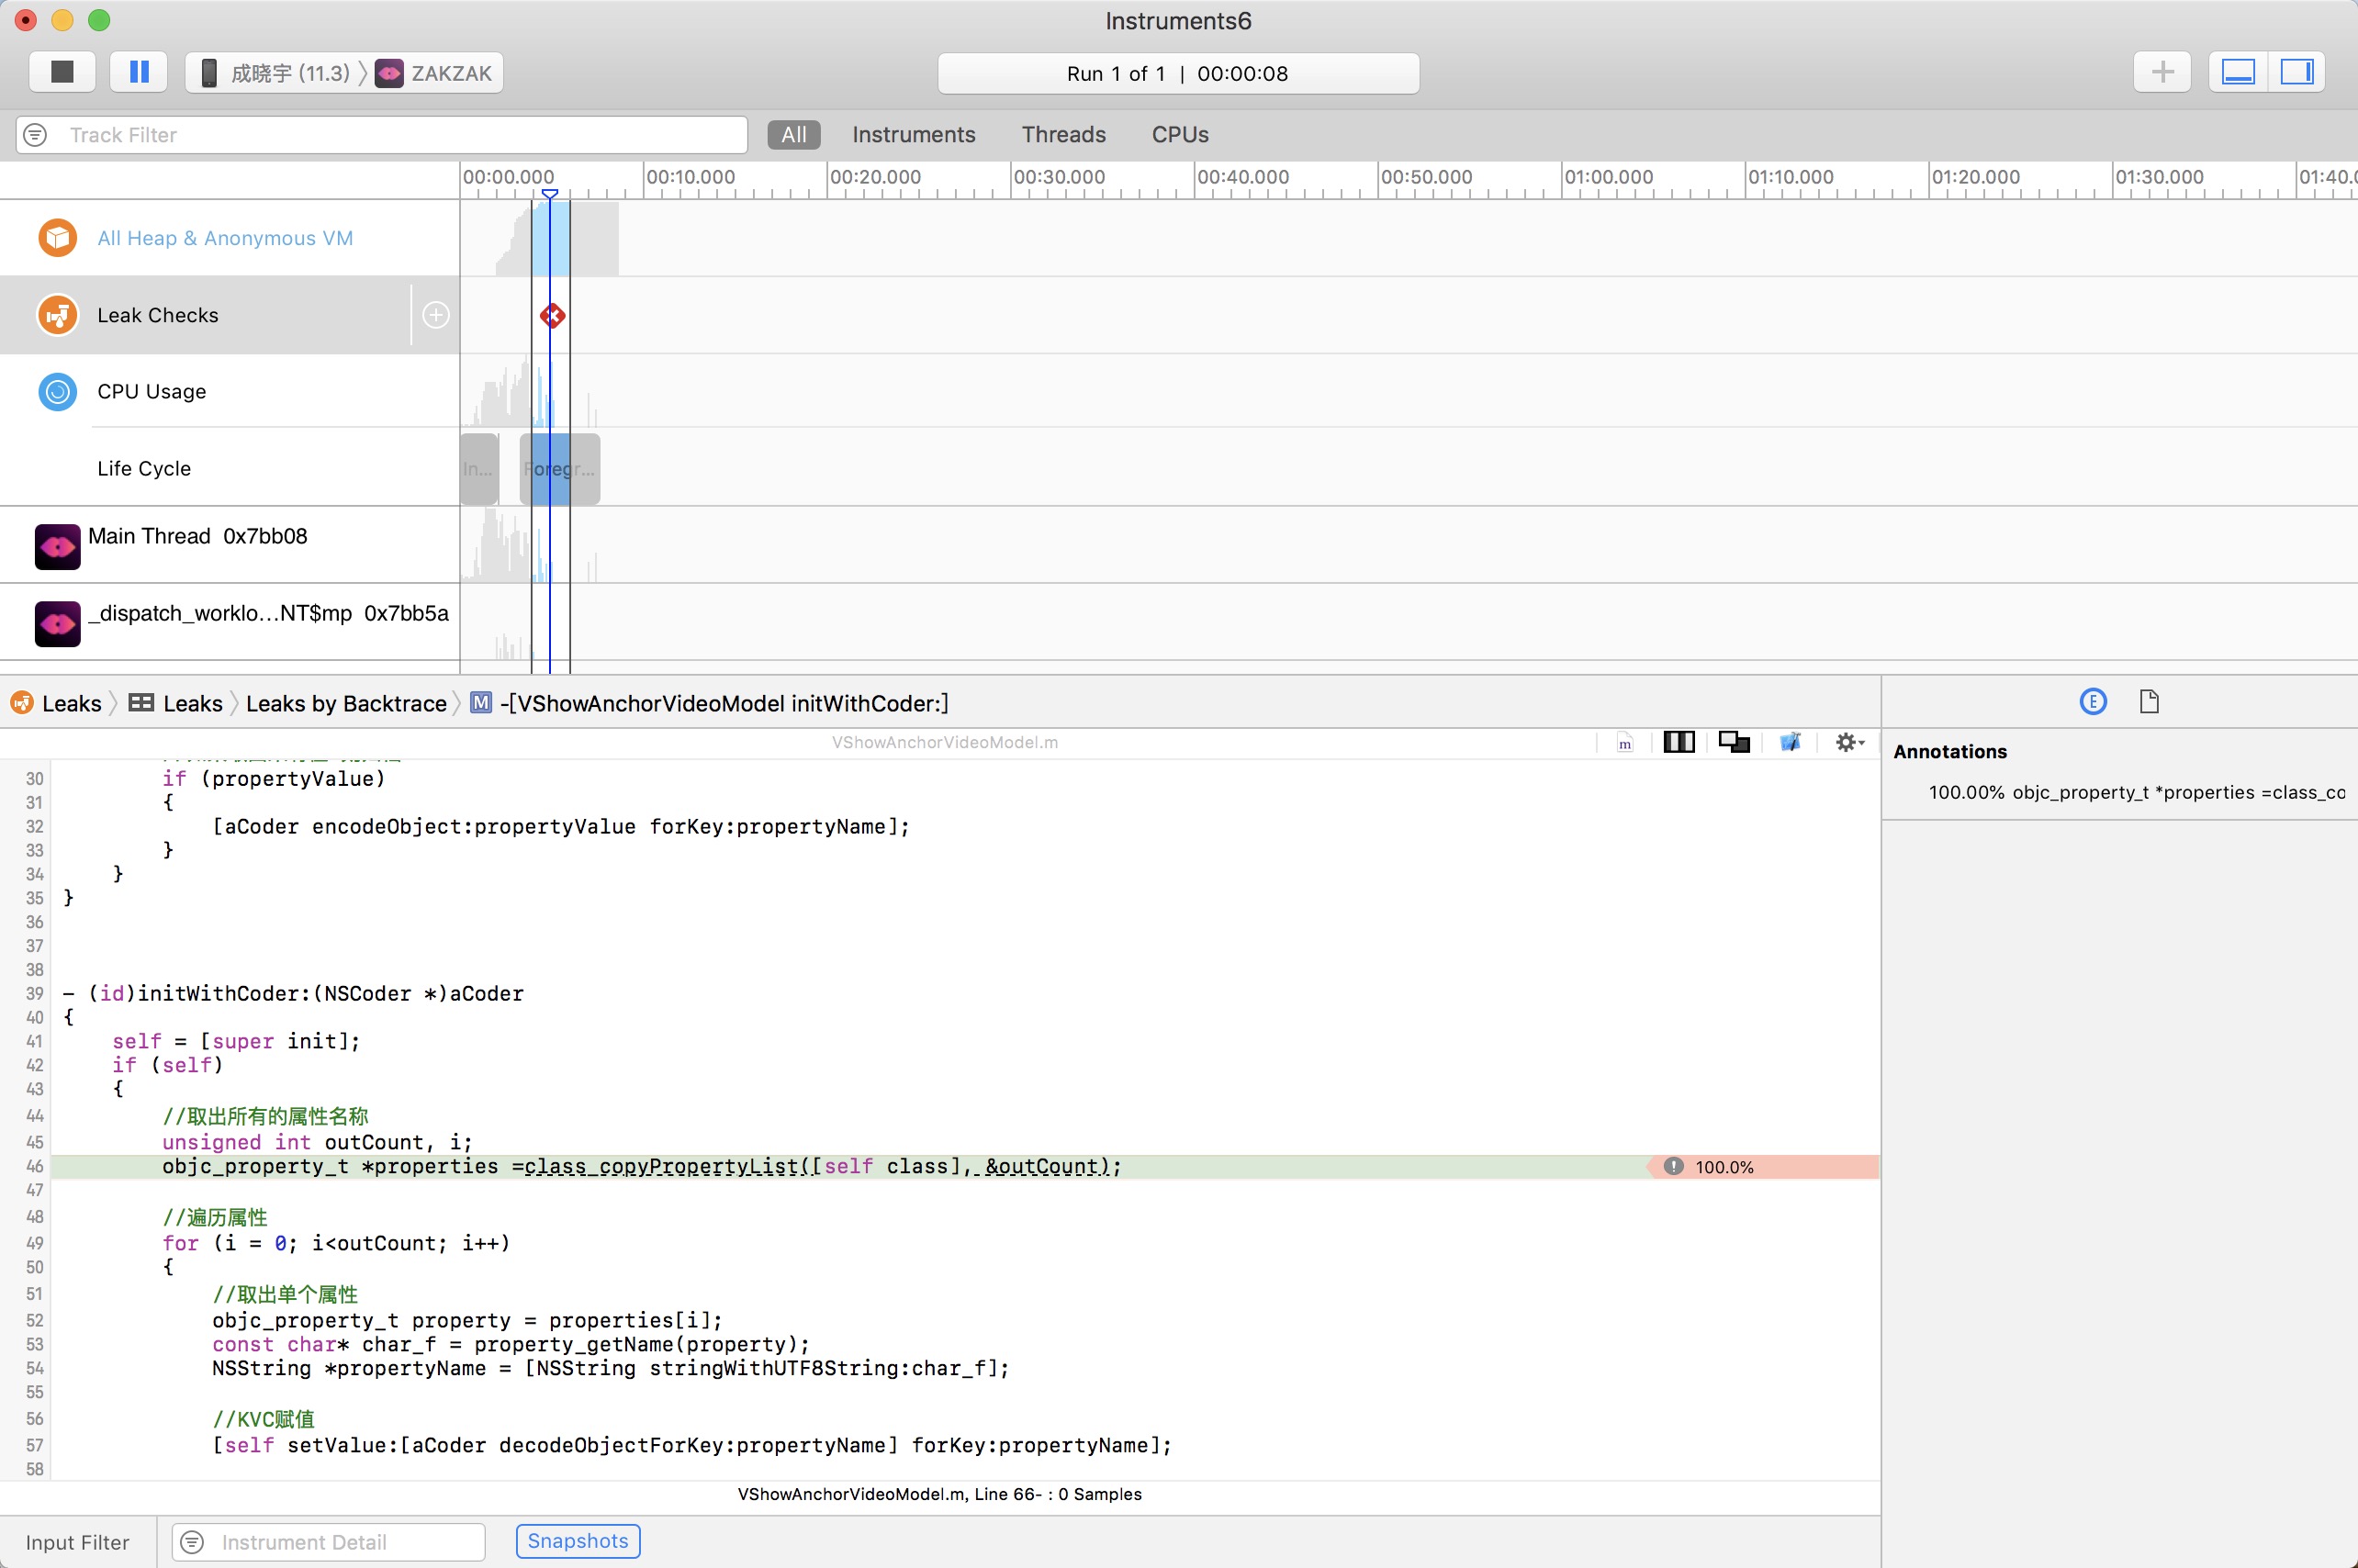 Instruments6
成晓宇 (11.3) 〉 ZAKZAK
Run 1 of 1 | 00:00:08
Track Filter
All Instruments Threads CPUs
00:00.000 00:10.000 00:20.000 00:30.000 00:40.000 00:50.000 01:00.000 01:10.000 01:20.000 01:30.000 01:40.
All Heap & Anonymous VM
Leak Checks
CPU Usage
Life Cycle
In... Foregr...
Main Thread 0x7bb08
_dispatch_worklo…NT$mp 0x7bb5a
Leaks 〉 Leaks 〉 Leaks by Backtrace 〉 M -[VShowAnchorVideoModel initWithCoder:]
E
VShowAnchorVideoModel.m
m
Annotations
100.00% objc_property_t *properties =class_co
30 if (propertyValue)
31 {
32 [aCoder encodeObject:propertyValue forKey:propertyName];
33 }
34 }
35 }
36
37
38
39 - (id)initWithCoder:(NSCoder *)aCoder
40 {
41 self = [super init];
42 if (self)
43 {
44 //取出所有的属性名称
45 unsigned int outCount, i;
46 objc_property_t *properties =class_copyPropertyList([self class], &outCount); 100.0%
47
48 //遍历属性
49 for (i = 0; i<outCount; i++)
50 {
51 //取出单个属性
52 objc_property_t property = properties[i];
53 const char* char_f = property_getName(property);
54 NSString *propertyName = [NSString stringWithUTF8String:char_f];
55
56 //KVC赋值
57 [self setValue:[aCoder decodeObjectForKey:propertyName] forKey:propertyName];
58
VShowAnchorVideoModel.m, Line 66- : 0 Samples
Input Filter Instrument Detail Snapshots